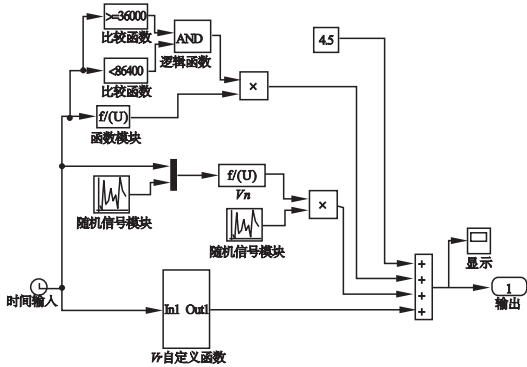 >=36000
比较函数
AND
逻辑函数
<86400
比较函数
f/(U)
函数模块
4.5
×
随机信号模块
f/(U)
Vn
随机信号模块
×
时间输入
In1 Out1
Vr自定义函数
+
+
+
+
显示
1
输出